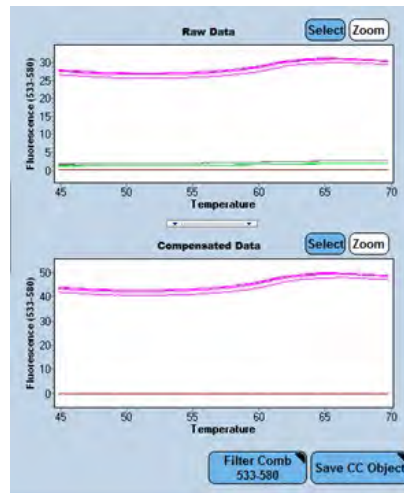 Raw Data
Select
Zoom
Fluorescence (533-580)
30
25
20
15
10
5
0
45
50
55
60
65
70
Temperature
Compensated Data
Select
Zoom
Fluorescence (533-580)
50
40
30
20
10
0
45
50
55
60
65
70
Temperature
Filter Comb
533-580
Save CC Object